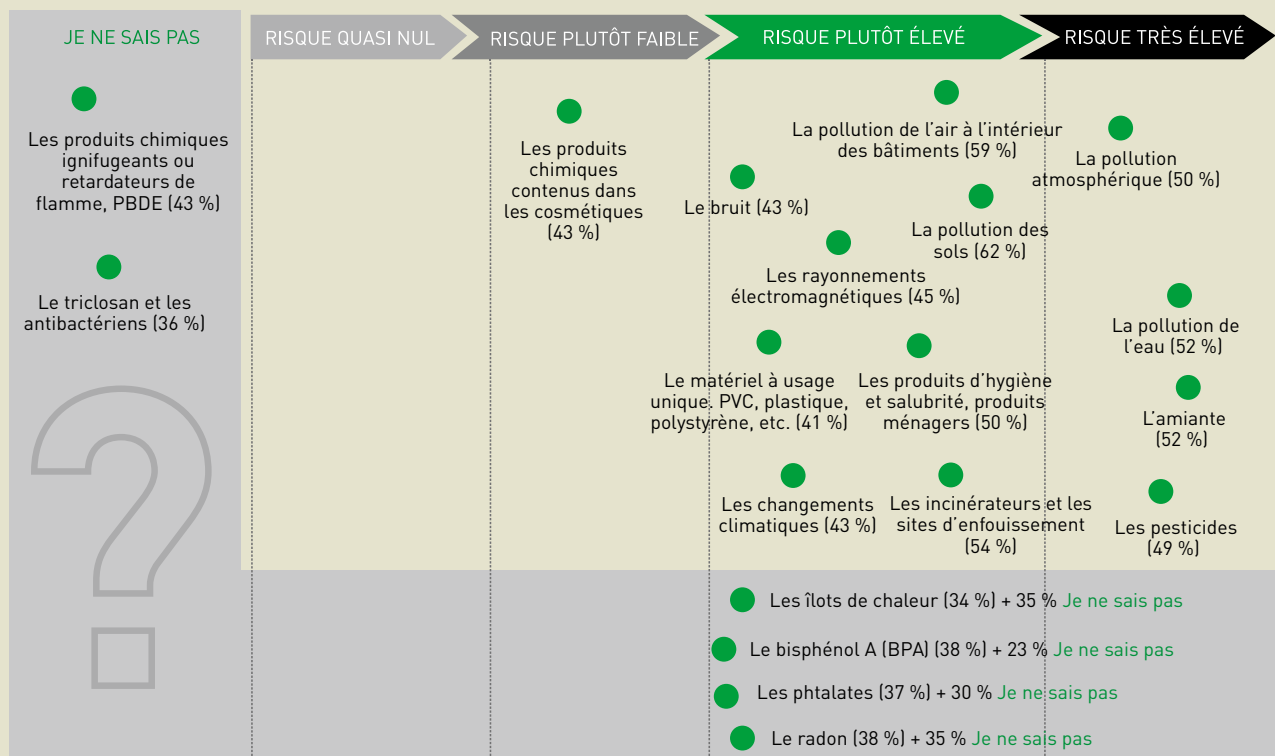 JE NE SAIS PAS
RISQUE QUASI NUL
RISQUE PLUTÔT FAIBLE
RISQUE PLUTÔT ÉLEVÉ
RISQUE TRÈS ÉLEVÉ
Les produits chimiques
ignifugeants ou
retardateurs de
flamme, PBDE (43 %)
Le triclosan et les
antibactériens (36 %)
?
Les produits
chimiques
contenus dans
les cosmétiques
(43 %)
La pollution de l'air à l'intérieur
des bâtiments (59 %)
Le bruit (43 %)
La pollution des
sols (62 %)
Les rayonnements
électromagnétiques (45 %)
Le matériel à usage
unique. PVC, plastique,
polystyrène, etc. (41 %)
Les produits d'hygiène
et salubrité, produits
ménagers (50 %)
Les changements
climatiques (43 %)
Les incinérateurs et les
sites d'enfouissement
(54 %)
La pollution
atmosphérique (50 %)
La pollution de
l'eau (52 %)
L'amiante
(52 %)
Les pesticides
(49 %)
Les îlots de chaleur (34 %) + 35 % Je ne sais pas
Le bisphénol A (BPA) (38 %) + 23 % Je ne sais pas
Les phtalates (37 %) + 30 % Je ne sais pas
Le radon (38 %) + 35 % Je ne sais pas